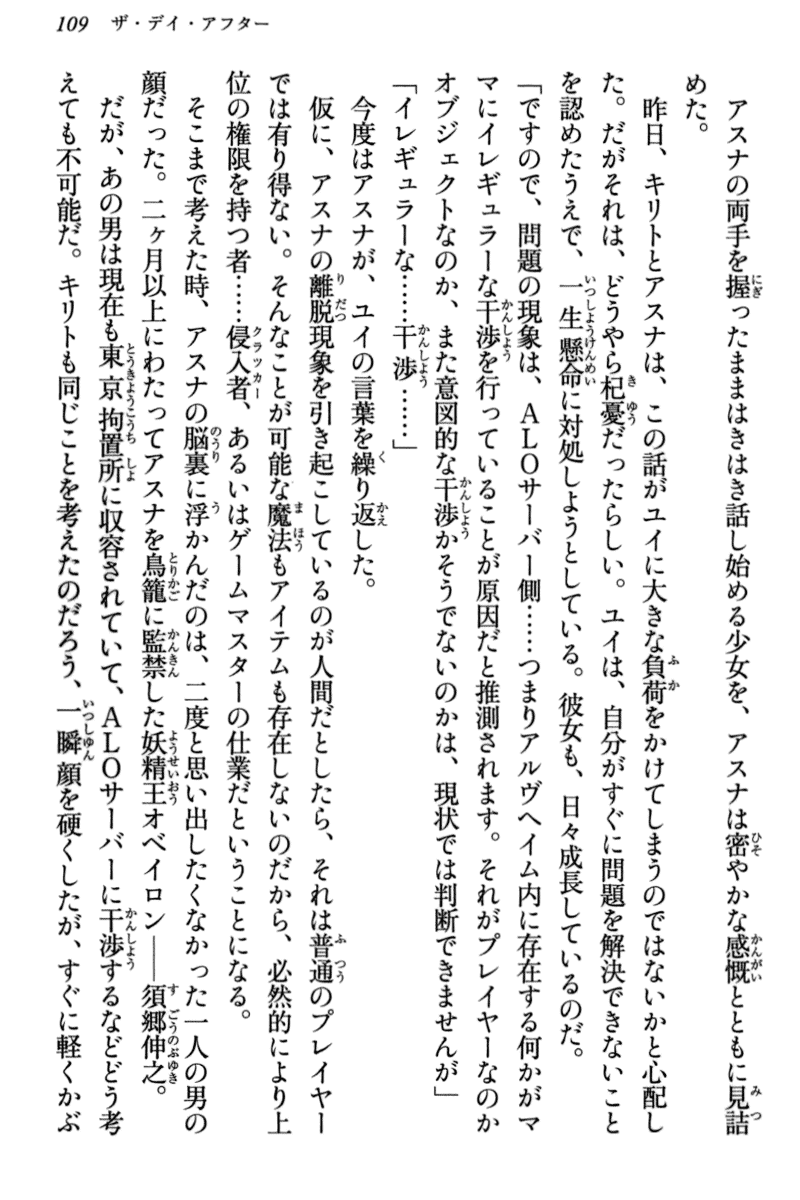 109 ザ・デイ・アフター
アスナの両手を握ったままはきはき話し始める少女を、アスナは密やかな感慨とともに見詰
めた。
昨日、キリトとアスナは、この話がユイに大きな負荷をかけてしまうのではないかと心配し
た。だがそれは、どうやら杞憂だったらしい。ユイは、自分がすぐに問題を解決できないこと
を認めたうえで、一生懸命に対処しようとしている。彼女も、日々成長しているのだ。
「ですので、問題の現象は、ALOサーバー側……つまりアルヴヘイム内に存在する何かがマ
マにイレギュラーな干渉を行っていることが原因だと推測されます。それがプレイヤーなのか
オブジェクトなのか、また意図的な干渉かそうでないのかは、現状では判断できませんが」
「イレギュラーな……干渉……」
今度はアスナが、ユイの言葉を繰り返した。
仮に、アスナの離脱現象を引き起こしているのが人間だとしたら、それは普通のプレイヤー
では有り得ない。そんなことが可能な魔法もアイテムも存在しないのだから、必然的により上
位の権限を持つ者……侵入者、あるいはゲームマスターの仕業だということになる。
そこまで考えた時、アスナの脳裏に浮かんだのは、二度と思い出したくなかった一人の男の
顔だった。二ヶ月以上にわたってアスナを鳥籠に監禁した妖精王オベイロン――須郷伸之。
だが、あの男は現在も東京拘置所に収容されていて、ALOサーバーに干渉するなどどう考
えても不可能だ。キリトも同じことを考えたのだろう、一瞬顔を硬くしたが、すぐに軽くかぶ